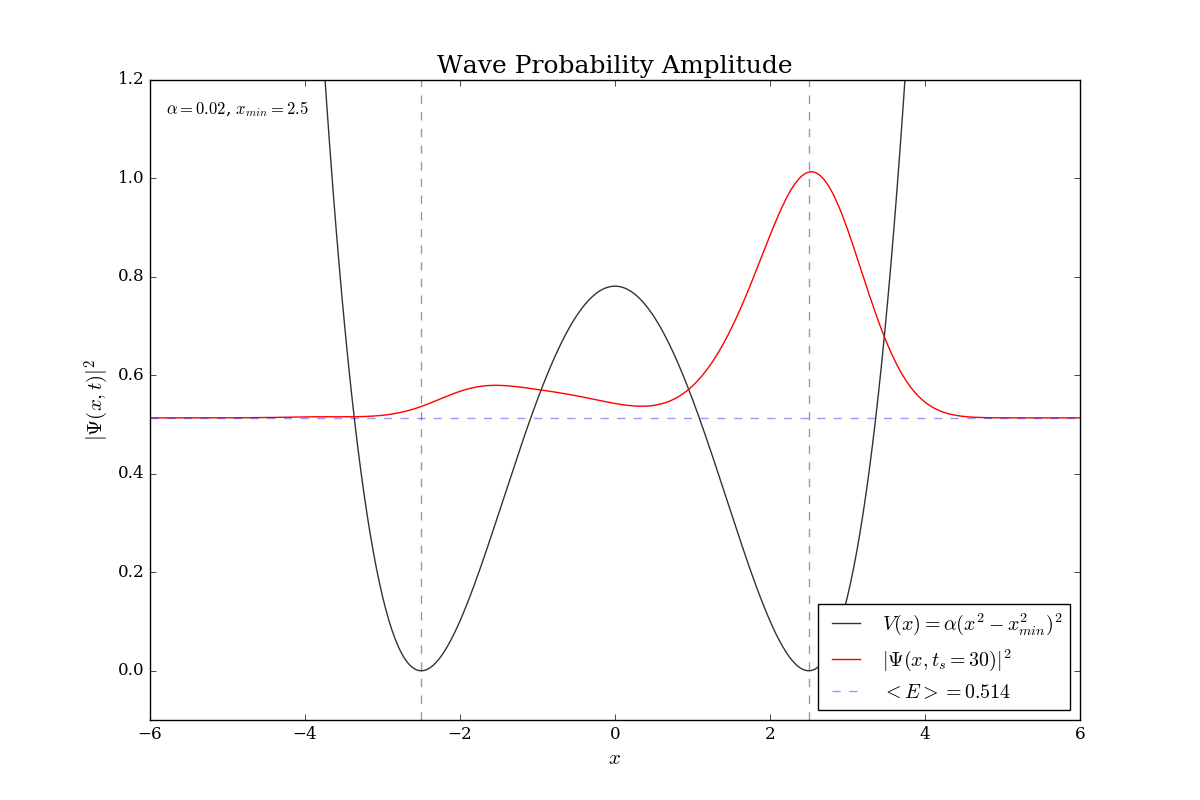 Wave Probability Amplitude
α = 0.02, x_min = 2.5
|Ψ(x, t)|²
1.2
1.0
0.8
0.6
0.4
0.2
0.0
−6
−4
−2
0
2
4
6
x
V(x) = α(x² − x²_min)²
|Ψ(x, t_s = 30)|²
< E > = 0.514